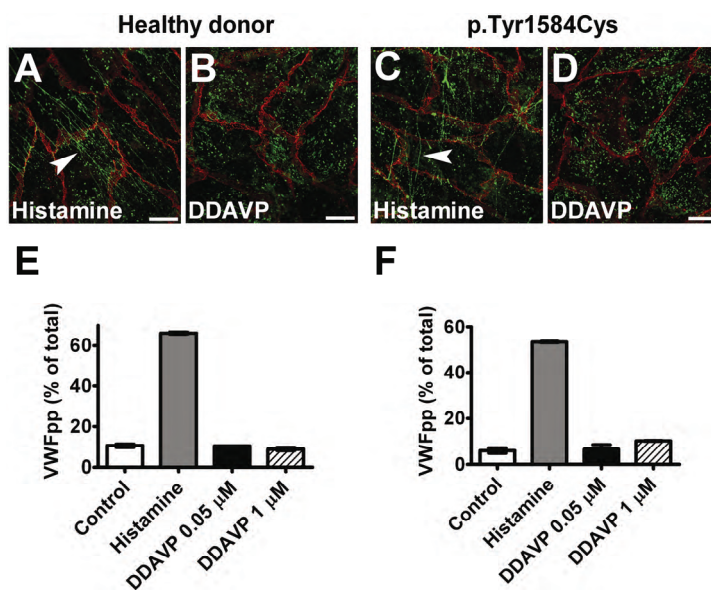 Healthy donor
p.Tyr1584Cys
A
B
C
D
Histamine
DDAVP
Histamine
DDAVP
E
F
VWFpp (% of total)
60
40
20
0
Control
Histamine
DDAVP 0.05 µM
DDAVP 1 µM
VWFpp (% of total)
60
40
20
0
Control
Histamine
DDAVP 0.05 µM
DDAVP 1 µM